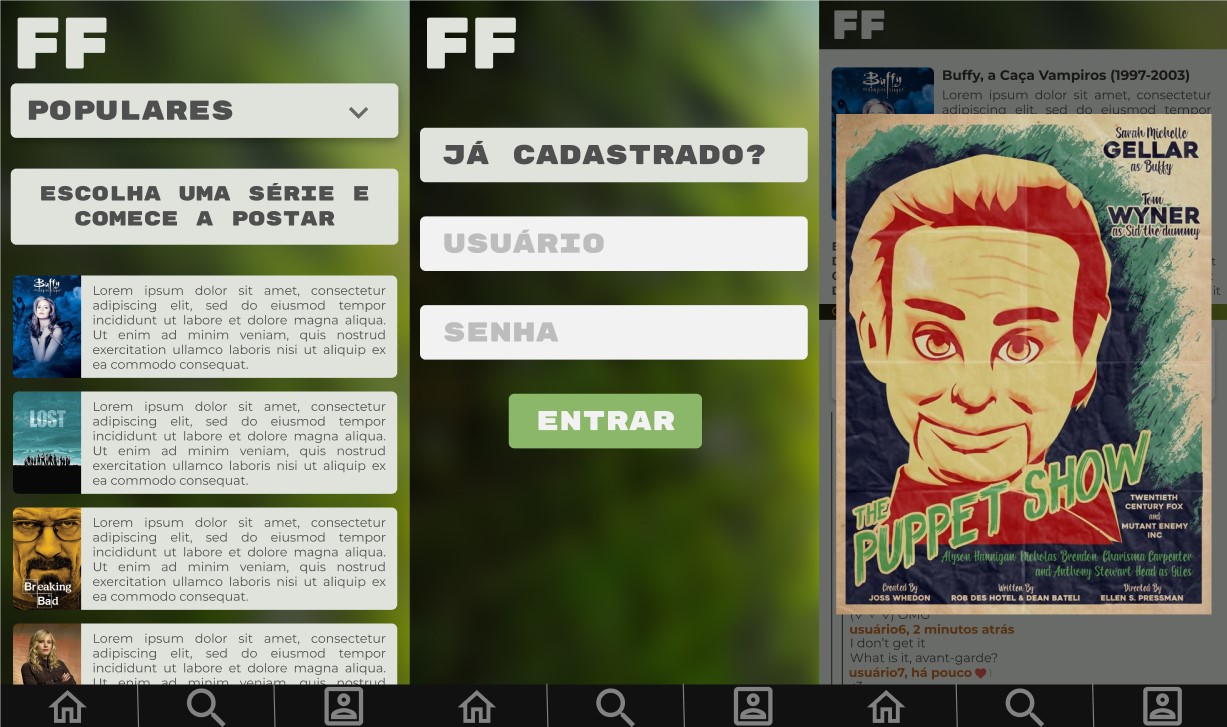 FF
POPULARES
ESCOLHA UMA SÉRIE E
COMECE A POSTAR
Buffy
Lorem ipsum dolor sit amet, consectetur
adipiscing elit, sed do eiusmod tempor
incididunt ut labore et dolore magna aliqua.
Ut enim ad minim veniam, quis nostrud
exercitation ullamco laboris nisi ut aliquip ex
ea commodo consequat.
LOST
Lorem ipsum dolor sit amet, consectetur
adipiscing elit, sed do eiusmod tempor
incididunt ut labore et dolore magna aliqua.
Ut enim ad minim veniam, quis nostrud
exercitation ullamco laboris nisi ut aliquip ex
ea commodo consequat.
Breaking
Bad
Lorem ipsum dolor sit amet, consectetur
adipiscing elit, sed do eiusmod tempor
incididunt ut labore et dolore magna aliqua.
Ut enim ad minim veniam, quis nostrud
exercitation ullamco laboris nisi ut aliquip ex
ea commodo consequat.
Lorem ipsum dolor sit amet, consectetur
adipiscing elit, sed do eiusmod tempor
incididunt ut labore et dolore magna aliqua.
Ut enim ad minim veniam, quis nostrud
FF
JÁ CADASTRADO?
USUÁRIO
SENHA
ENTRAR
FF
Buffy
Buffy, a Caça Vampiros (1997-2003)
Lorem ipsum dolor sit amet, consectetur
adipiscing elit, sed do eiusmod tempor
Sarah Michelle
GELLAR
as Buffy
Tom
WYNER
as Sid the dummy
THE
PUPPET SHOW
TWENTIETH
CENTURY FOX
and
MUTANT ENEMY
INC
Alyson Hannigan Nicholas Brendon Charisma Carpenter
and Anthony Stewart Head as Giles
Created By
JOSS WHEDON
Written By
ROB DES HOTEL & DEAN BATELI
Directed By
ELLEN S. PRESSMAN
OMG
usuário6, 2 minutos atrás
I don't get it
What is it, avant-garde?
usuário7, há pouco